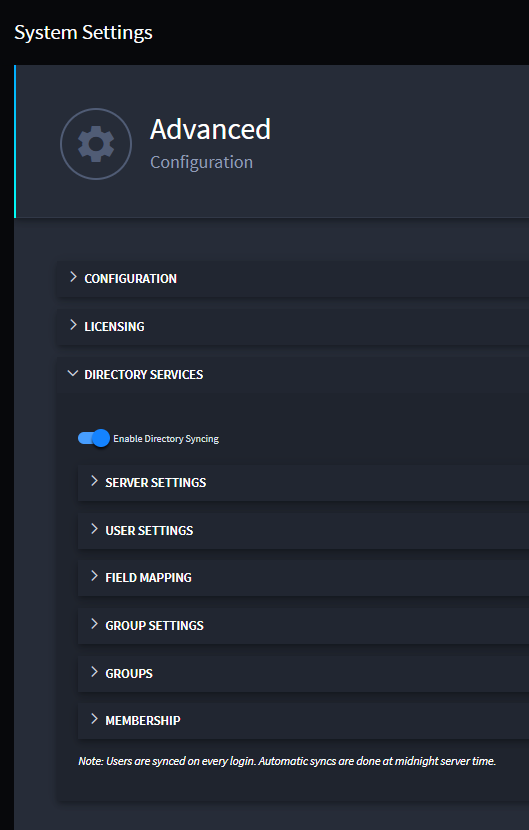 System Settings
Advanced
Configuration
CONFIGURATION
LICENSING
DIRECTORY SERVICES
Enable Directory Syncing
SERVER SETTINGS
USER SETTINGS
FIELD MAPPING
GROUP SETTINGS
GROUPS
MEMBERSHIP
Note: Users are synced on every login. Automatic syncs are done at midnight server time.